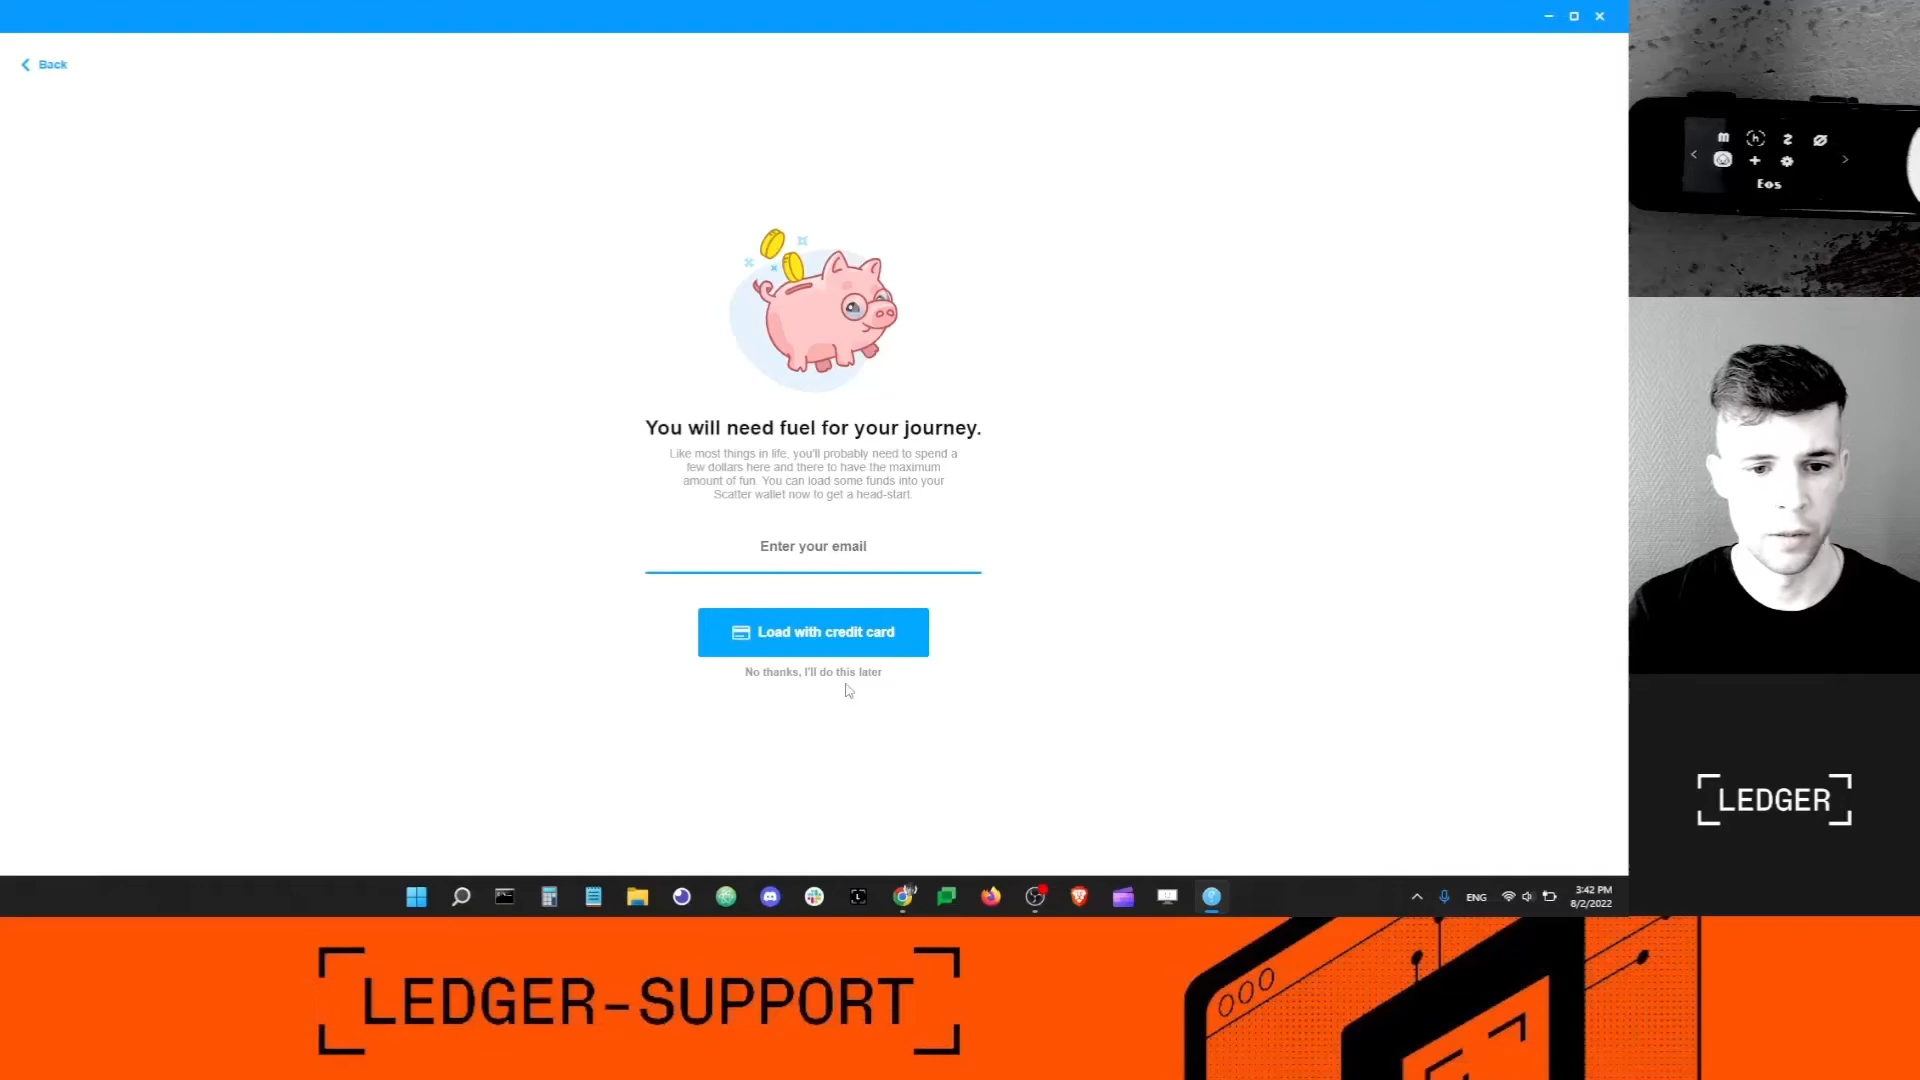 Back
You will need fuel for your journey.
Like most things in life, you'll probably need to spend a
few dollars here and there to have the maximum
amount of fun. You can load some funds into your
Scatter wallet now to get a head-start.
Enter your email
Load with credit card
No thanks, I'll do this later
Eos
LEDGER
ENG
3:42 PM
8/2/2022
LEDGER-SUPPORT